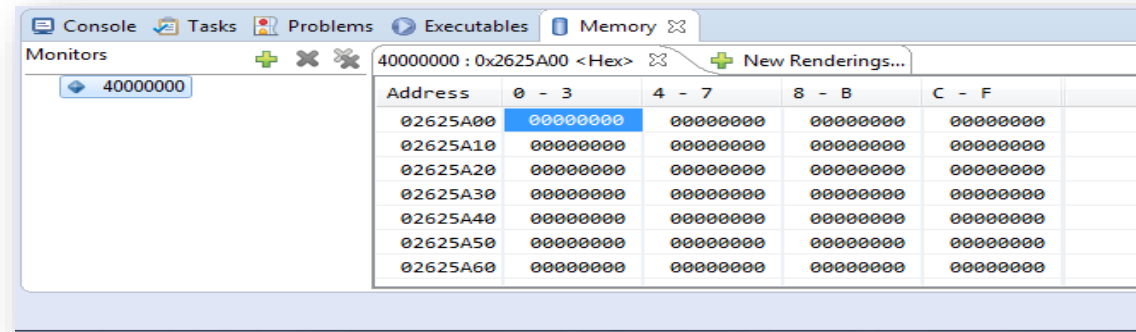 Console Tasks Problems Executables Memory
Monitors
40000000
40000000 : 0x2625A00 <Hex> New Renderings...
Address 0 - 3 4 - 7 8 - B C - F
02625A00 00000000 00000000 00000000 00000000
02625A10 00000000 00000000 00000000 00000000
02625A20 00000000 00000000 00000000 00000000
02625A30 00000000 00000000 00000000 00000000
02625A40 00000000 00000000 00000000 00000000
02625A50 00000000 00000000 00000000 00000000
02625A60 00000000 00000000 00000000 00000000